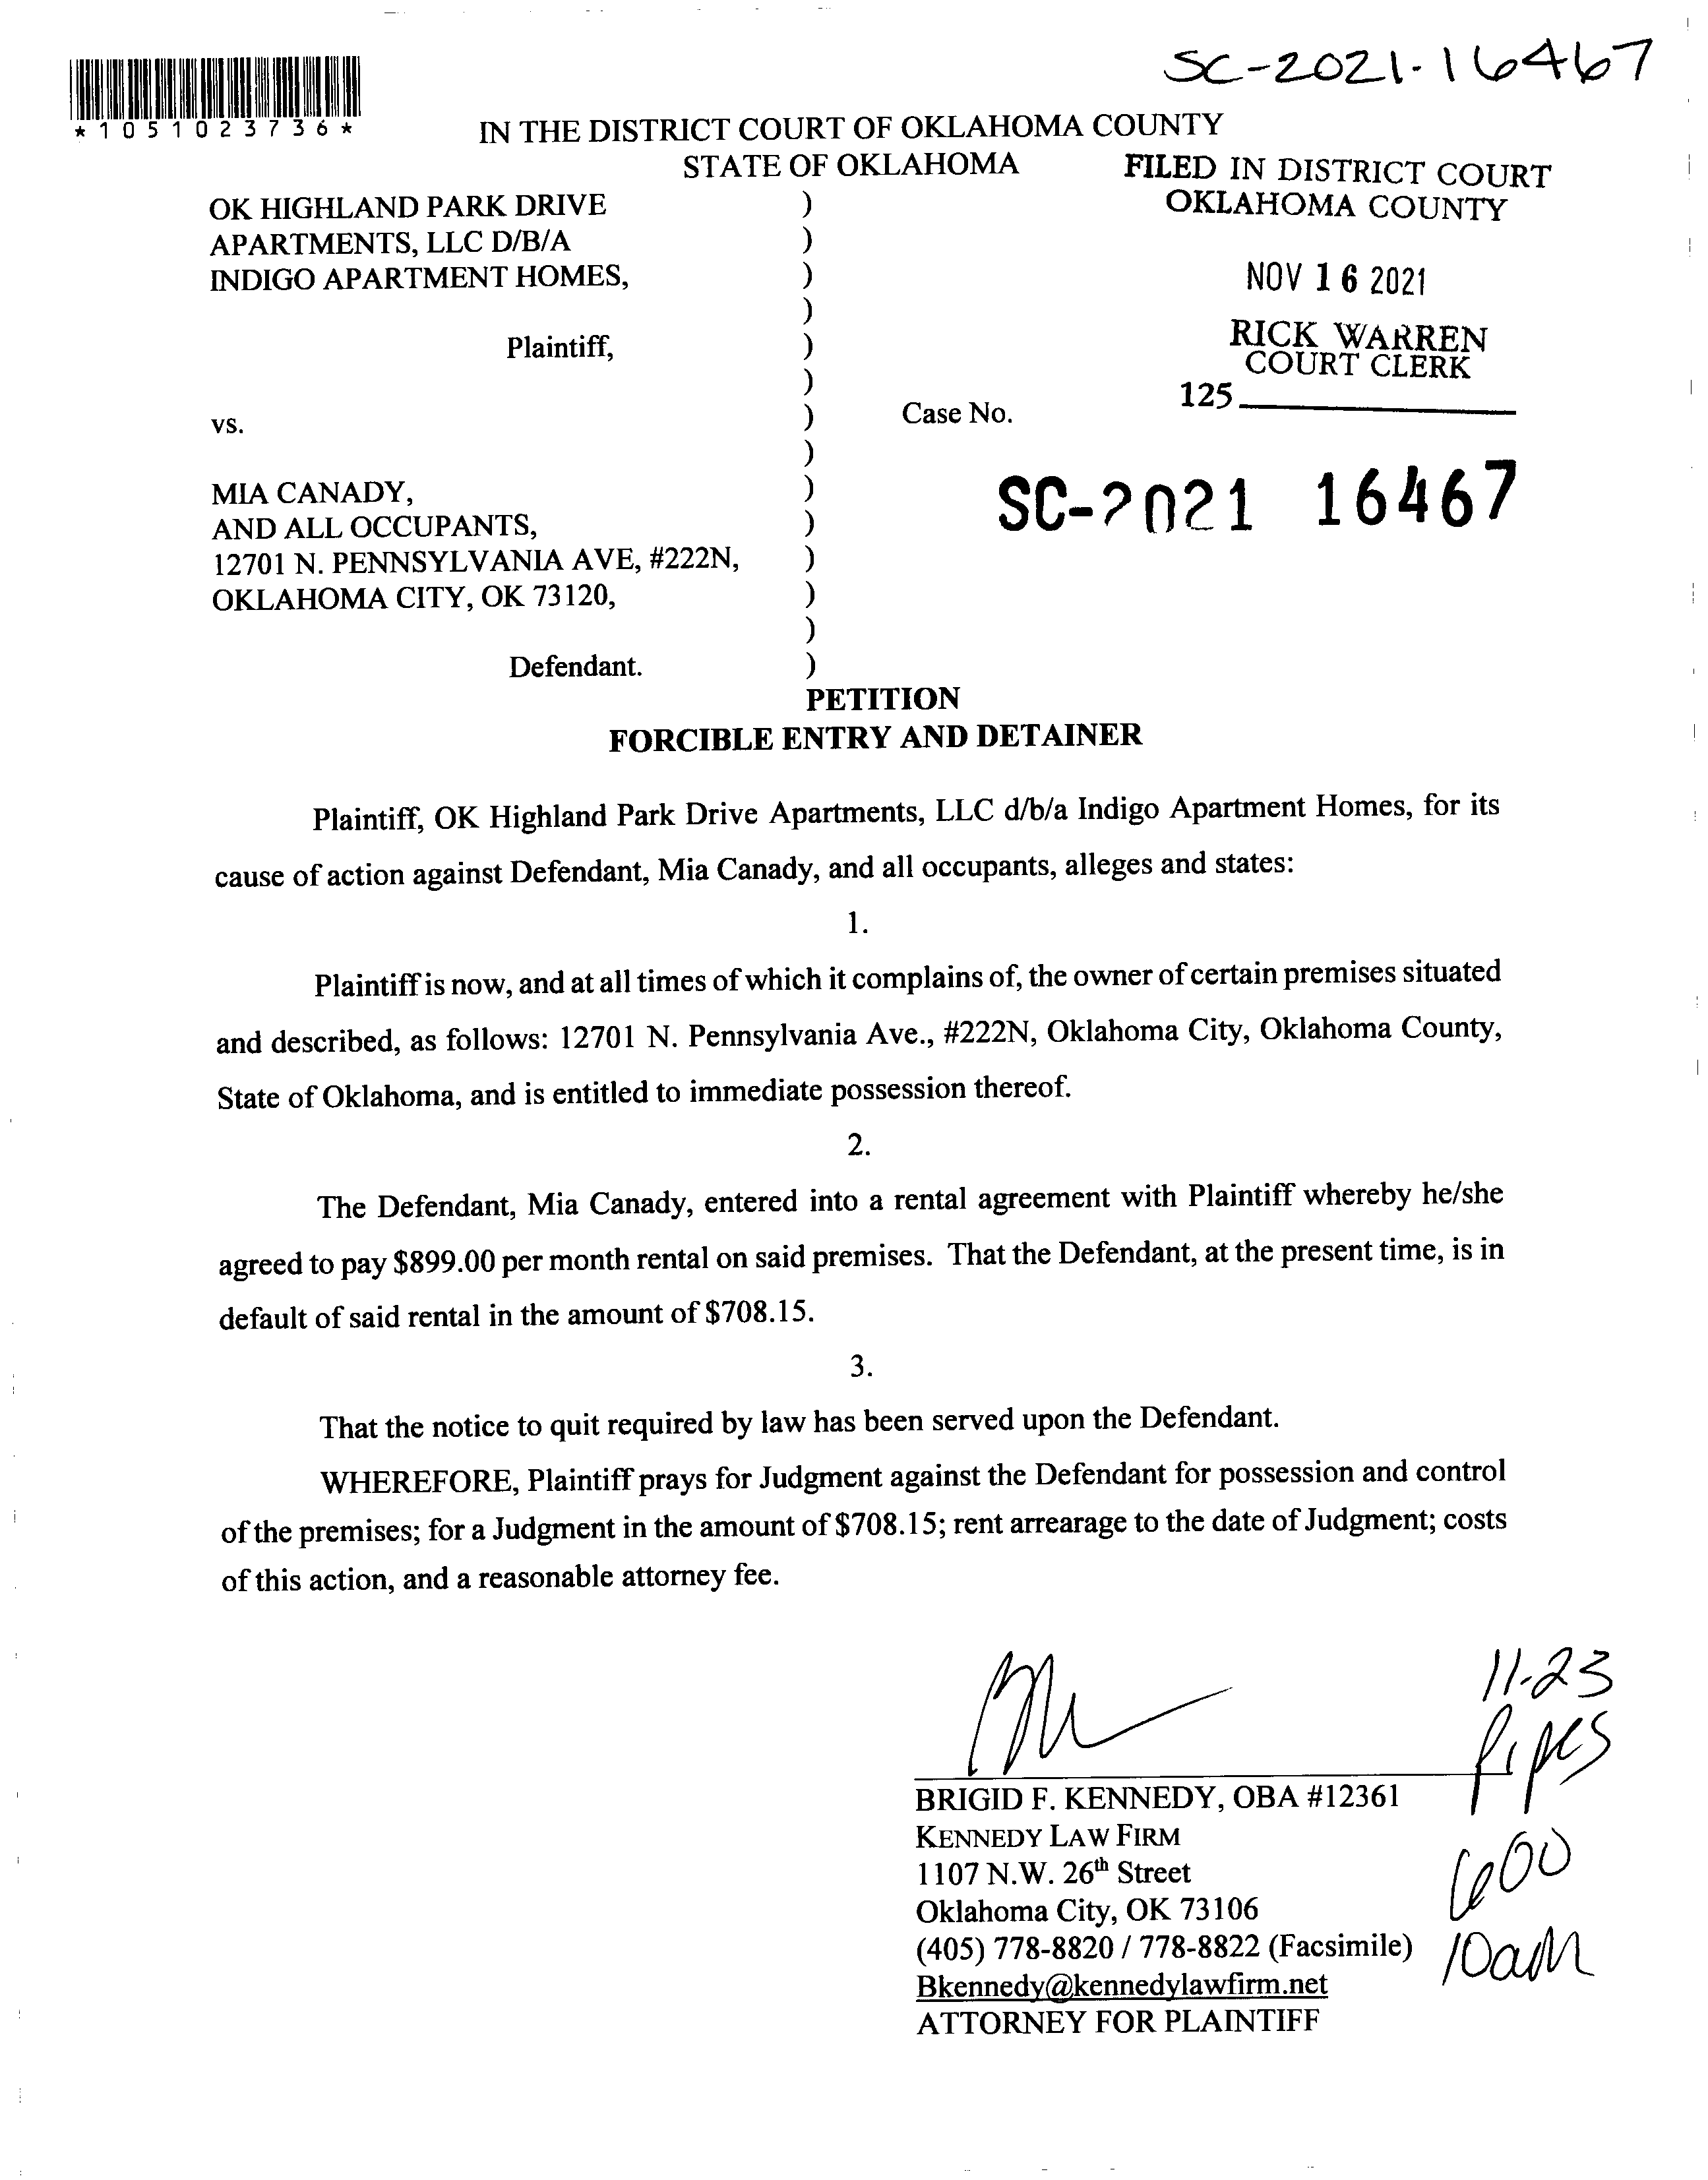 SC-2021-16467
*1051023736*
IN THE DISTRICT COURT OF OKLAHOMA COUNTY
STATE OF OKLAHOMA
FILED IN DISTRICT COURT
OKLAHOMA COUNTY
NOV 16 2021
RICK WARREN
COURT CLERK
125
OK HIGHLAND PARK DRIVE )
APARTMENTS, LLC D/B/A )
INDIGO APARTMENT HOMES, )
)
Plaintiff, )
)
vs. ) Case No.
)
SC-2021 16467
MIA CANADY, )
AND ALL OCCUPANTS, )
12701 N. PENNSYLVANIA AVE, #222N, )
OKLAHOMA CITY, OK 73120, )
)
Defendant. )
PETITION
FORCIBLE ENTRY AND DETAINER
Plaintiff, OK Highland Park Drive Apartments, LLC d/b/a Indigo Apartment Homes, for its
cause of action against Defendant, Mia Canady, and all occupants, alleges and states:
1.
Plaintiff is now, and at all times of which it complains of, the owner of certain premises situated
and described, as follows: 12701 N. Pennsylvania Ave., #222N, Oklahoma City, Oklahoma County,
State of Oklahoma, and is entitled to immediate possession thereof.
2.
The Defendant, Mia Canady, entered into a rental agreement with Plaintiff whereby he/she
agreed to pay $899.00 per month rental on said premises. That the Defendant, at the present time, is in
default of said rental in the amount of $708.15.
3.
That the notice to quit required by law has been served upon the Defendant.
WHEREFORE, Plaintiff prays for Judgment against the Defendant for possession and control
of the premises; for a Judgment in the amount of $708.15; rent arrearage to the date of Judgment; costs
of this action, and a reasonable attorney fee.
BRIGID F. KENNEDY, OBA #12361
KENNEDY LAW FIRM
1107 N.W. 26th Street
Oklahoma City, OK 73106
(405) 778-8820 / 778-8822 (Facsimile)
Bkennedy@kennedylawfirm.net
ATTORNEY FOR PLAINTIFF
11-23
Pipes
600
10am